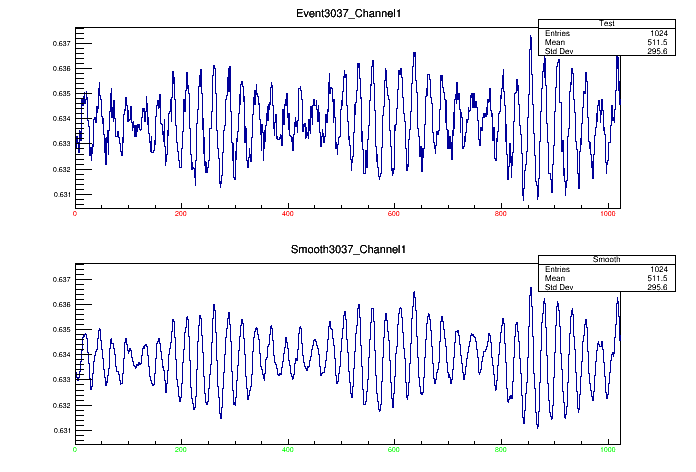 Event3037_Channel1
Test
Entries 1024
Mean 511.5
Std Dev 295.6
0.637
0.636
0.635
0.634
0.633
0.632
0.631
0 200 400 600 800 1000
Smooth3037_Channel1
Smooth
Entries 1024
Mean 511.5
Std Dev 295.6
0.637
0.636
0.635
0.634
0.633
0.632
0.631
0 200 400 600 800 1000